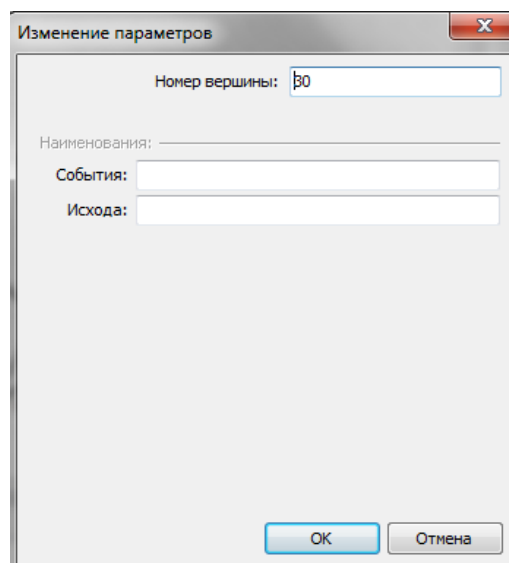 Изменение параметров
Номер вершины: 30
Наименования:
События:
Исхода:
OK Отмена